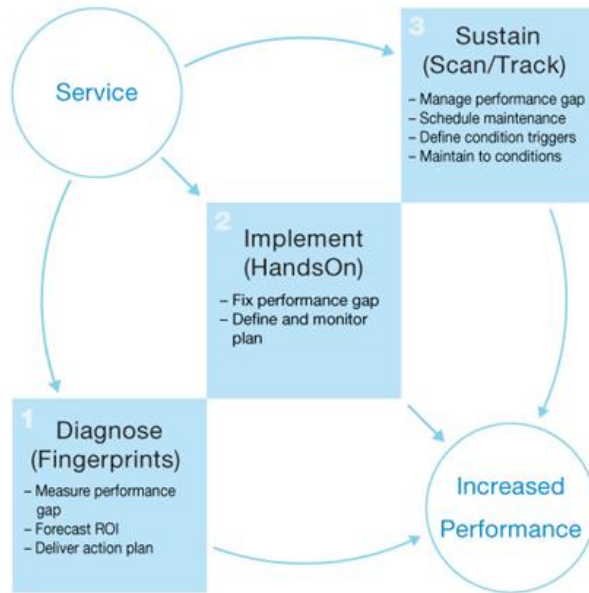 Service
3
Sustain
(Scan/Track)
– Manage performance gap
– Schedule maintenance
– Define condition triggers
– Maintain to conditions
2
Implement
(HandsOn)
– Fix performance gap
– Define and monitor
plan
1
Diagnose
(Fingerprints)
– Measure performance
gap
– Forecast ROI
– Deliver action plan
Increased
Performance